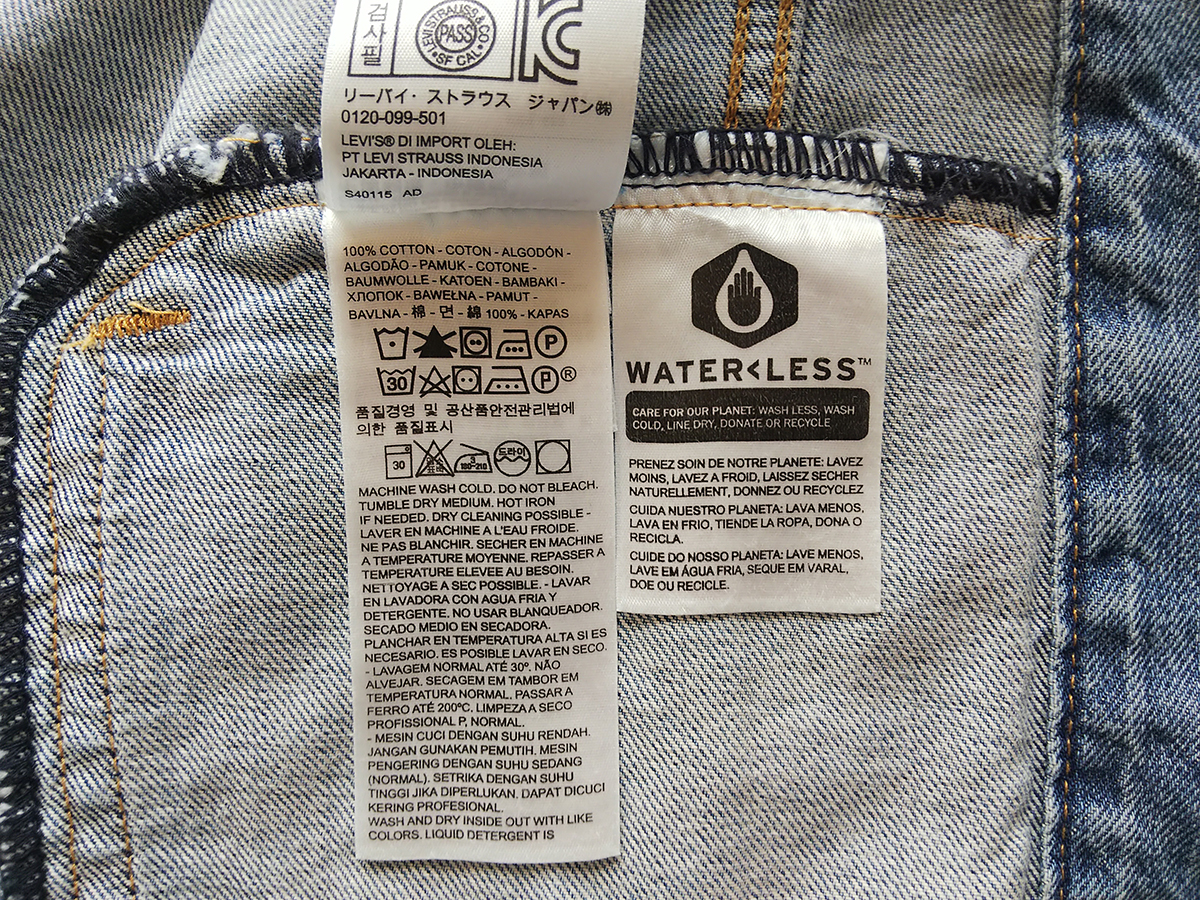 검
사
필
LEVI STRAUSS & CO
PASS
SF CAL
リーバイ・ストラウス ジャパン㈱
0120-099-501
LEVI'S® DI IMPORT OLEH:
PT LEVI STRAUSS INDONESIA
JAKARTA - INDONESIA
S40115 AD
100% COTTON - COTON - ALGODÓN -
ALGODÃO - PAMUK - COTONE -
BAUMWOLLE - KATOEN - BAMBAKI -
ХЛОПОК - BAWEŁNA - PAMUT -
BAVLNA - 棉 - 면 - 綿 100% - KAPAS
P
30 P®
품질경영 및 공산품안전관리법에
의한 품질표시
30 180-210 드라이
MACHINE WASH COLD. DO NOT BLEACH.
TUMBLE DRY MEDIUM. HOT IRON
IF NEEDED. DRY CLEANING POSSIBLE -
LAVER EN MACHINE A L'EAU FROIDE.
NE PAS BLANCHIR. SECHER EN MACHINE
A TEMPERATURE MOYENNE. REPASSER A
TEMPERATURE ELEVEE AU BESOIN.
NETTOYAGE A SEC POSSIBLE. - LAVAR
EN LAVADORA CON AGUA FRIA Y
DETERGENTE. NO USAR BLANQUEADOR.
SECADO MEDIO EN SECADORA.
PLANCHAR EN TEMPERATURA ALTA SI ES
NECESARIO. ES POSIBLE LAVAR EN SECO.
- LAVAGEM NORMAL ATÉ 30º. NÃO
ALVEJAR. SECAGEM EM TAMBOR EM
TEMPERATURA NORMAL. PASSAR A
FERRO ATÉ 200ºC. LIMPEZA A SECO
PROFISSIONAL P, NORMAL.
- MESIN CUCI DENGAN SUHU RENDAH.
JANGAN GUNAKAN PEMUTIH. MESIN
PENGERING DENGAN SUHU SEDANG
(NORMAL). SETRIKA DENGAN SUHU
TINGGI JIKA DIPERLUKAN. DAPAT DICUCI
KERING PROFESIONAL.
WASH AND DRY INSIDE OUT WITH LIKE
COLORS. LIQUID DETERGENT IS
WATER<LESS™
CARE FOR OUR PLANET: WASH LESS, WASH
COLD, LINE DRY, DONATE OR RECYCLE
PRENEZ SOIN DE NOTRE PLANETE: LAVEZ
MOINS, LAVEZ A FROID, LAISSEZ SECHER
NATURELLEMENT, DONNEZ OU RECYCLEZ
CUIDA NUESTRO PLANETA: LAVA MENOS,
LAVA EN FRIO, TIENDE LA ROPA, DONA O
RECICLA.
CUIDE DO NOSSO PLANETA: LAVE MENOS,
LAVE EM ÁGUA FRIA, SEQUE EM VARAL,
DOE OU RECICLE.